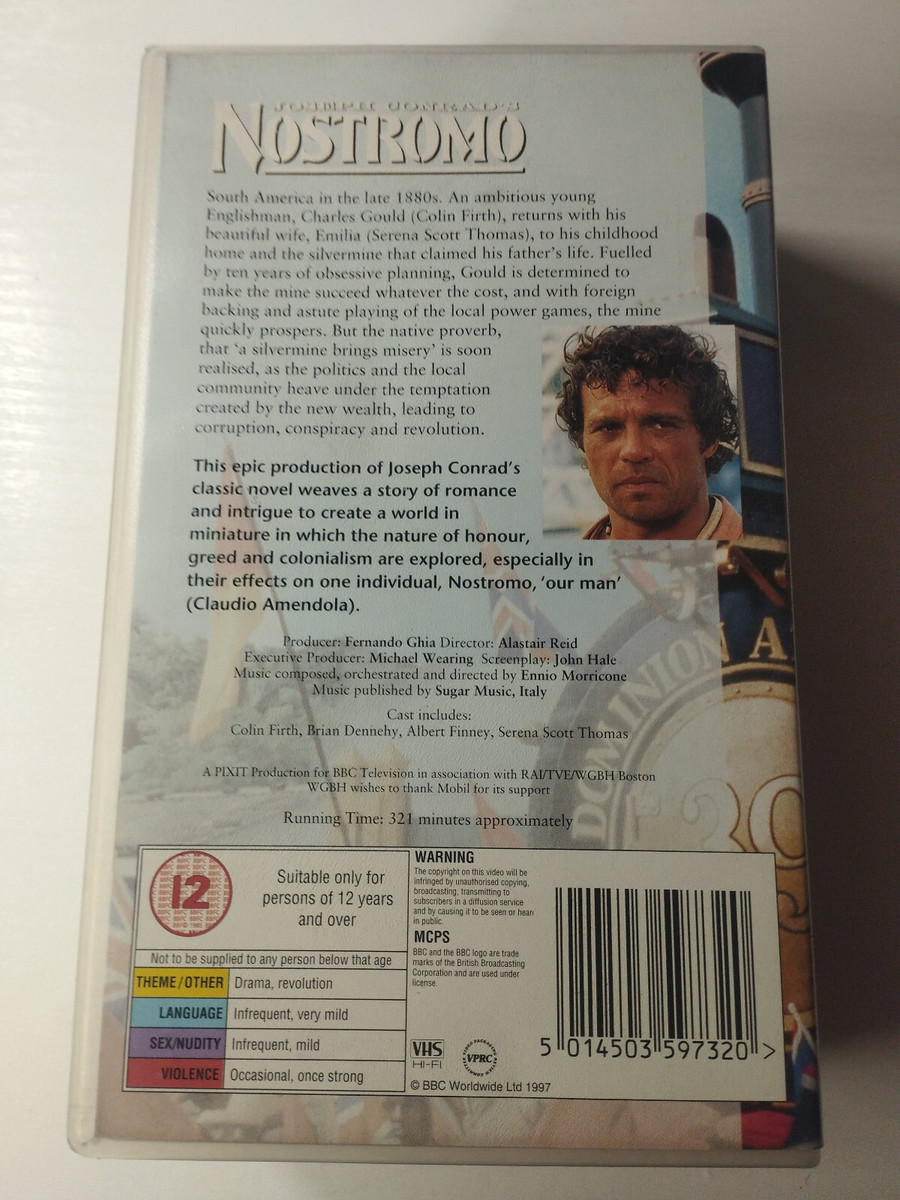 JOSEPH CONRAD'S
NOSTROMO
South America in the late 1880s. An ambitious young
Englishman, Charles Gould (Colin Firth), returns with his
beautiful wife, Emilia (Serena Scott Thomas), to his childhood
home and the silvermine that claimed his father's life. Fuelled
by ten years of obsessive planning, Gould is determined to
make the mine succeed whatever the cost, and with foreign
backing and astute playing of the local power games, the mine
quickly prospers. But the native proverb,
that 'a silvermine brings misery' is soon
realised, as the politics and the local
community heave under the temptation
created by the new wealth, leading to
corruption, conspiracy and revolution.
This epic production of Joseph Conrad's
classic novel weaves a story of romance
and intrigue to create a world in
miniature in which the nature of honour,
greed and colonialism are explored, especially in
their effects on one individual, Nostromo, 'our man'
(Claudio Amendola).
Producer: Fernando Ghia Director: Alastair Reid
Executive Producer: Michael Wearing Screenplay: John Hale
Music composed, orchestrated and directed by Ennio Morricone
Music published by Sugar Music, Italy
Cast includes:
Colin Firth, Brian Dennehy, Albert Finney, Serena Scott Thomas
A PIXIT Production for BBC Television in association with RAI/TVE/WGBH Boston
WGBH wishes to thank Mobil for its support
Running Time: 321 minutes approximately
DOMINION
NA
39
12
Suitable only for
persons of 12 years
and over
Not to be supplied to any person below that age
THEME/OTHER Drama, revolution
LANGUAGE Infrequent, very mild
SEX/NUDITY Infrequent, mild
VIOLENCE Occasional, once strong
WARNING
The copyright on this video will be
infringed by unauthorised copying,
broadcasting, transmitting to
subscribers in a diffusion service
and by causing it to be seen or hear
in public.
MCPS
BBC and the BBC logo are trade
marks of the British Broadcasting
Corporation and are used under
license.
VHS
HI-FI
VPRC
© BBC Worldwide Ltd 1997
5 014503 597320 >